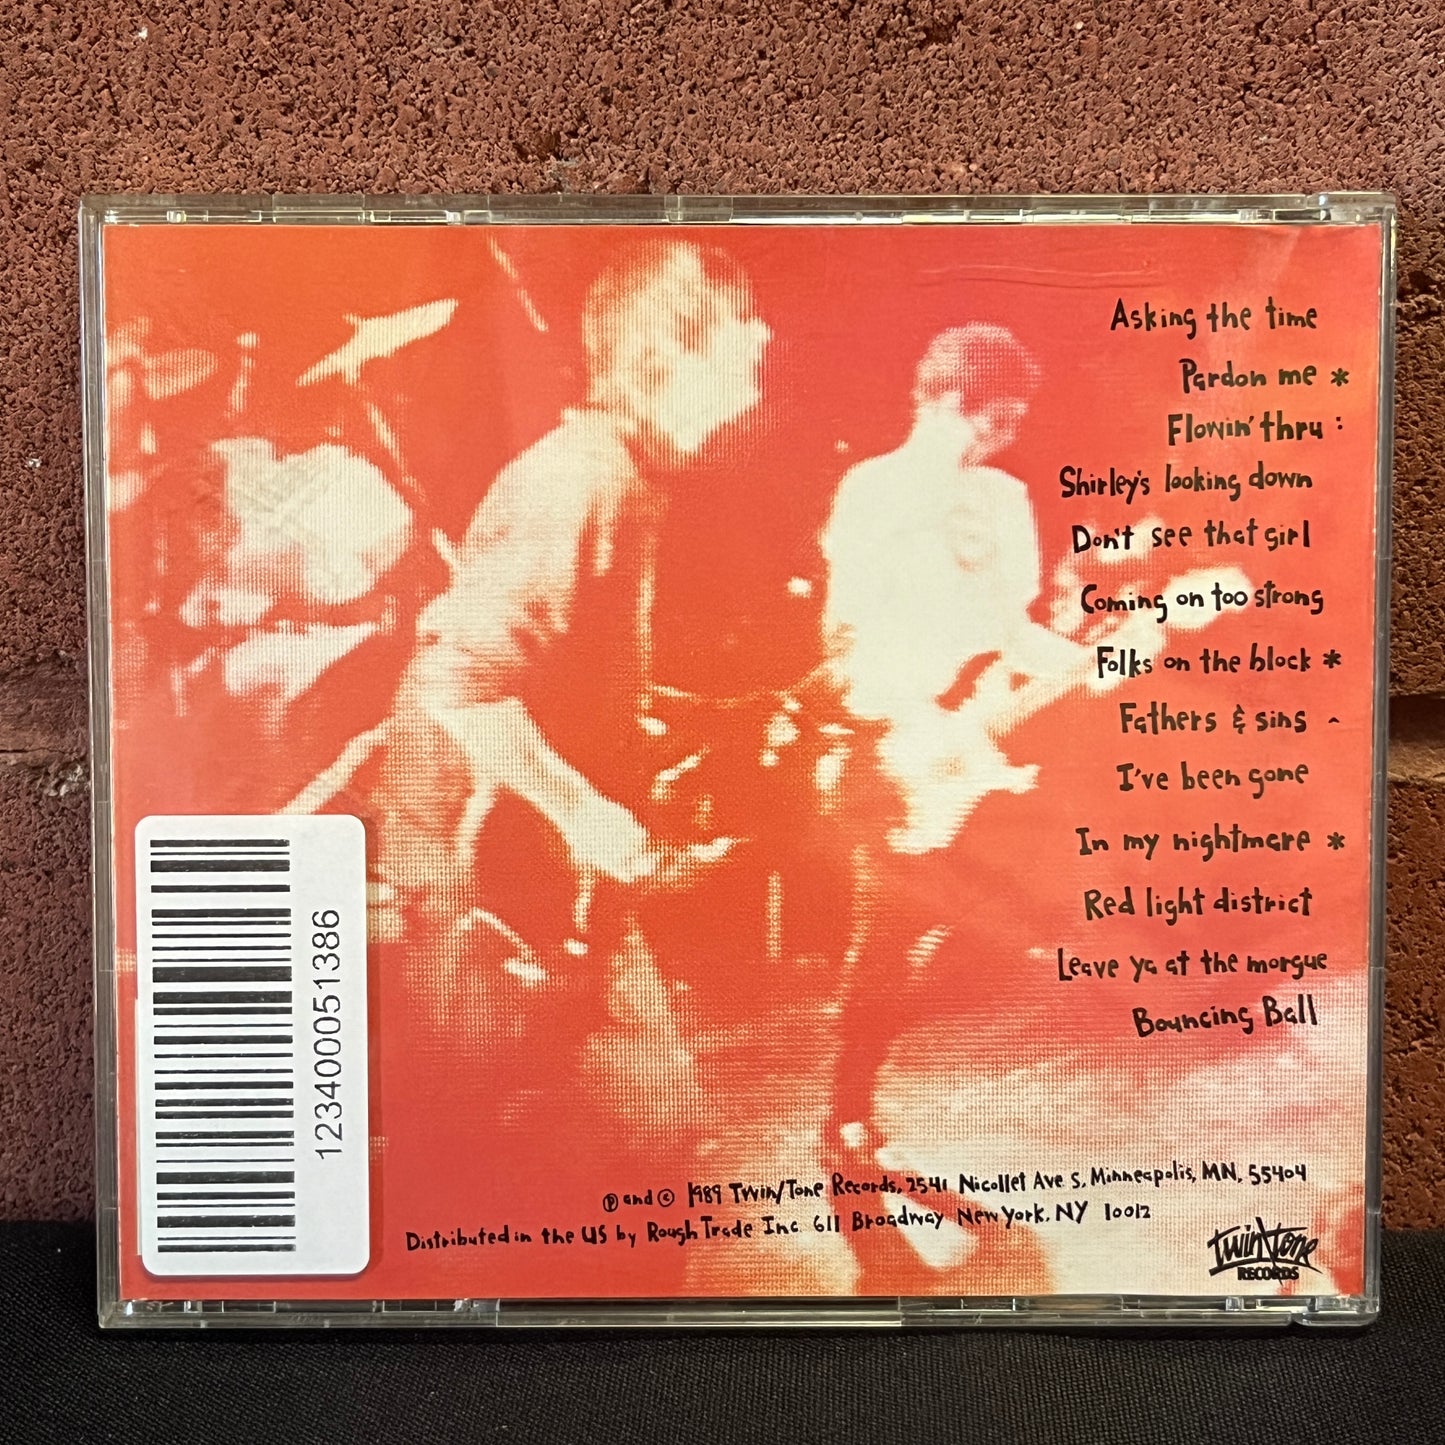 Asking the time
Pardon me *
Flowin' thru :
Shirley's looking down
Don't see that girl
Coming on too strong
Folks on the block *
Fathers & sins ^
I've been gone
In my nightmare *
Red light district
Leave ya at the morgue
Bouncing Ball
123400051386
℗ and © 1989 Twin/Tone Records, 2541 Nicollet Ave S. Minneapolis, MN, 55404
Distributed in the US by Rough Trade Inc. 611 Broadway New York, NY 10012
Twin Tone
RECORDS